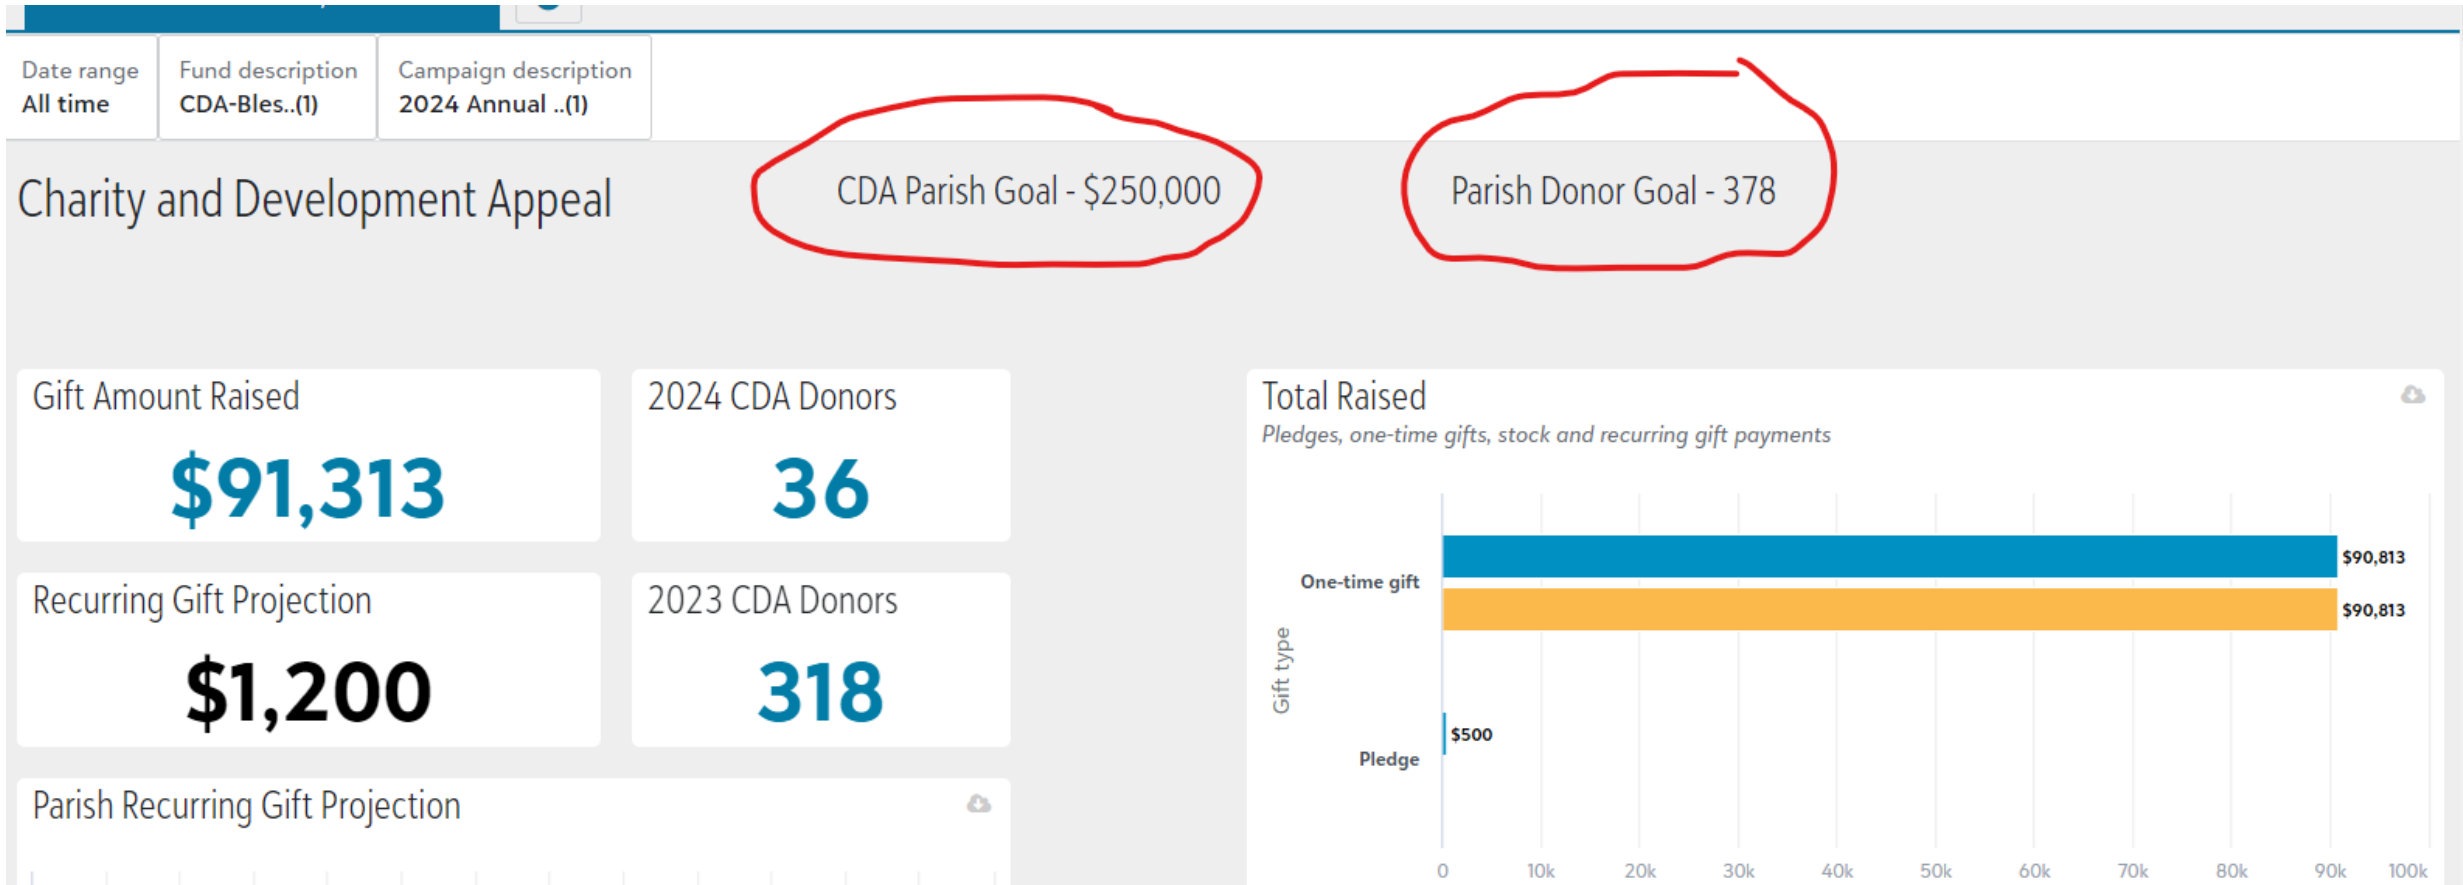 Date range
All time
Fund description
CDA-Bles..(1)
Campaign description
2024 Annual ..(1)
Charity and Development Appeal
CDA Parish Goal - $250,000
Parish Donor Goal - 378
Gift Amount Raised
$91,313
2024 CDA Donors
36
Recurring Gift Projection
$1,200
2023 CDA Donors
318
Parish Recurring Gift Projection
Total Raised
Pledges, one-time gifts, stock and recurring gift payments
Gift type
One-time gift
$90,813
$90,813
Pledge
$500
0 10k 20k 30k 40k 50k 60k 70k 80k 90k 100k